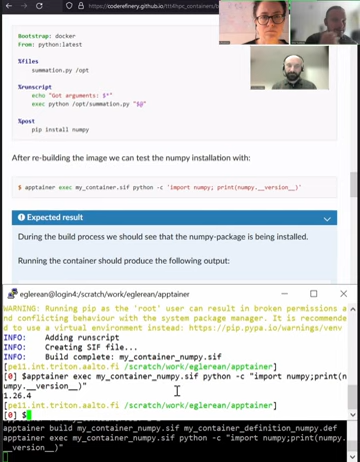 https://coderefinery.github.io/ttt4hpc_containers/b
Bootstrap: docker
From: python:latest
%files
summation.py /opt
%runscript
echo "Got arguments: $*"
exec python /opt/summation.py "$@"
%post
pip install numpy
After re-building the image we can test the numpy installation with:
$ apptainer exec my_container.sif python -c 'import numpy; print(numpy.__version__)'
Expected result
During the build process we should see that the numpy-package is being installed.
Running the container should produce the following output:
eglerean@login4:/scratch/work/eglerean/apptainer
WARNING: Running pip as the 'root' user can result in broken permissions a
nd conflicting behaviour with the system package manager. It is recommende
d to use a virtual environment instead: https://pip.pypa.io/warnings/venv
INFO: Adding runscript
INFO: Creating SIF file...
INFO: Build complete: my_container_numpy.sif
[pe11.int.triton.aalto.fi /scratch/work/eglerean/apptainer]
[0] $apptainer exec my_container_numpy.sif python -c "import numpy;print(n
umpy.__version__)"
1.26.4
[pe11.int.triton.aalto.fi /scratch/work/eglerean/apptainer]
[0] $
apptainer build my_container_numpy.sif my_container_definition_numpy.def
apptainer exec my_container_numpy.sif python -c "import numpy;print(n
umpy.__version__)"